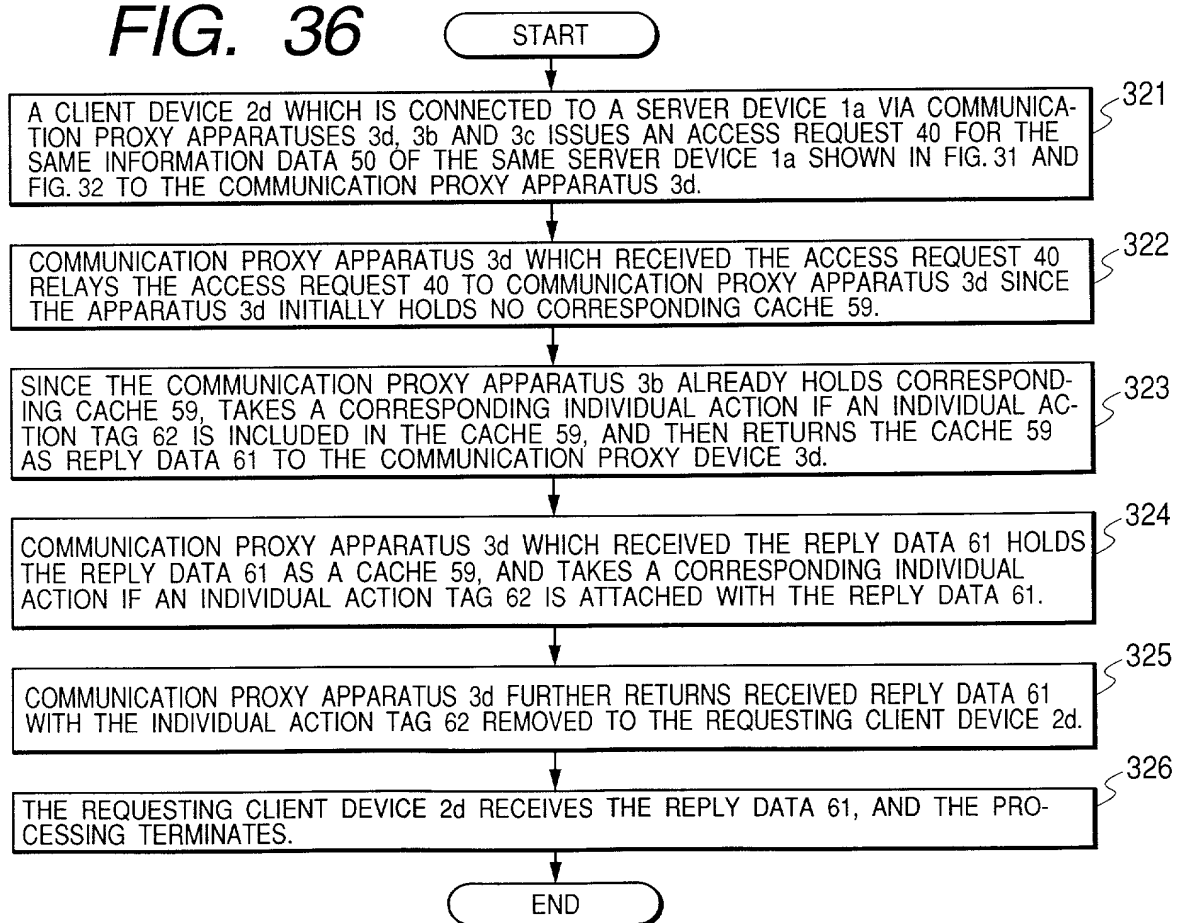 FIG. 36
START
A CLIENT DEVICE 2d WHICH IS CONNECTED TO A SERVER DEVICE 1a VIA COMMUNICA-
TION PROXY APPARATUSES 3d, 3b AND 3c ISSUES AN ACCESS REQUEST 40 FOR THE
SAME INFORMATION DATA 50 OF THE SAME SERVER DEVICE 1a SHOWN IN FIG. 31 AND
FIG. 32 TO THE COMMUNICATION PROXY APPARATUS 3d.
321
COMMUNICATION PROXY APPARATUS 3d WHICH RECEIVED THE ACCESS REQUEST 40
RELAYS THE ACCESS REQUEST 40 TO COMMUNICATION PROXY APPARATUS 3d SINCE
THE APPARATUS 3d INITIALLY HOLDS NO CORRESPONDING CACHE 59.
322
SINCE THE COMMUNICATION PROXY APPARATUS 3b ALREADY HOLDS CORRESPOND-
ING CACHE 59, TAKES A CORRESPONDING INDIVIDUAL ACTION IF AN INDIVIDUAL AC-
TION TAG 62 IS INCLUDED IN THE CACHE 59, AND THEN RETURNS THE CACHE 59
AS REPLY DATA 61 TO THE COMMUNICATION PROXY DEVICE 3d.
323
COMMUNICATION PROXY APPARATUS 3d WHICH RECEIVED THE REPLY DATA 61 HOLDS
THE REPLY DATA 61 AS A CACHE 59, AND TAKES A CORRESPONDING INDIVIDUAL
ACTION IF AN INDIVIDUAL ACTION TAG 62 IS ATTACHED WITH THE REPLY DATA 61.
324
COMMUNICATION PROXY APPARATUS 3d FURTHER RETURNS RECEIVED REPLY DATA 61
WITH THE INDIVIDUAL ACTION TAG 62 REMOVED TO THE REQUESTING CLIENT DEVICE 2d.
325
THE REQUESTING CLIENT DEVICE 2d RECEIVES THE REPLY DATA 61, AND THE PRO-
CESSING TERMINATES.
326
END